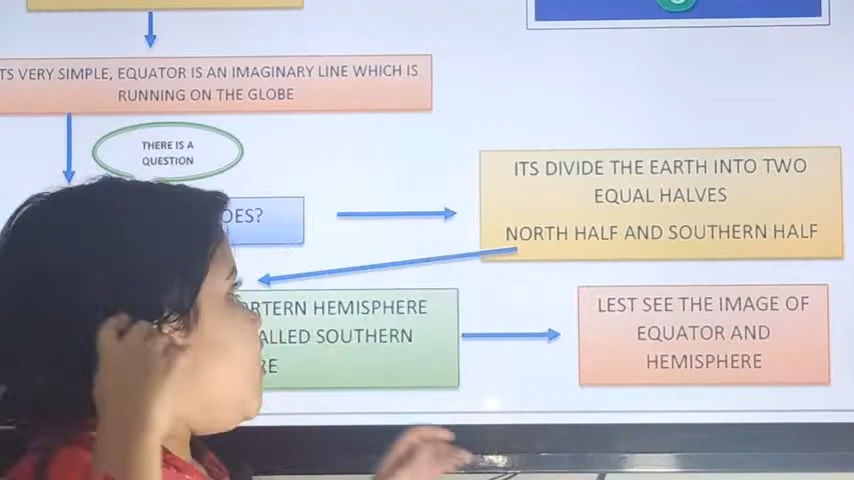 TS VERY SIMPLE, EQUATOR IS AN IMAGINARY LINE WHICH IS
RUNNING ON THE GLOBE
THERE IS A
QUESTION
OES?
ITS DIVIDE THE EARTH INTO TWO
EQUAL HALVES
NORTH HALF AND SOUTHERN HALF
ORTERN HEMISPHERE
ALLED SOUTHERN
RE
LEST SEE THE IMAGE OF
EQUATOR AND
HEMISPHERE